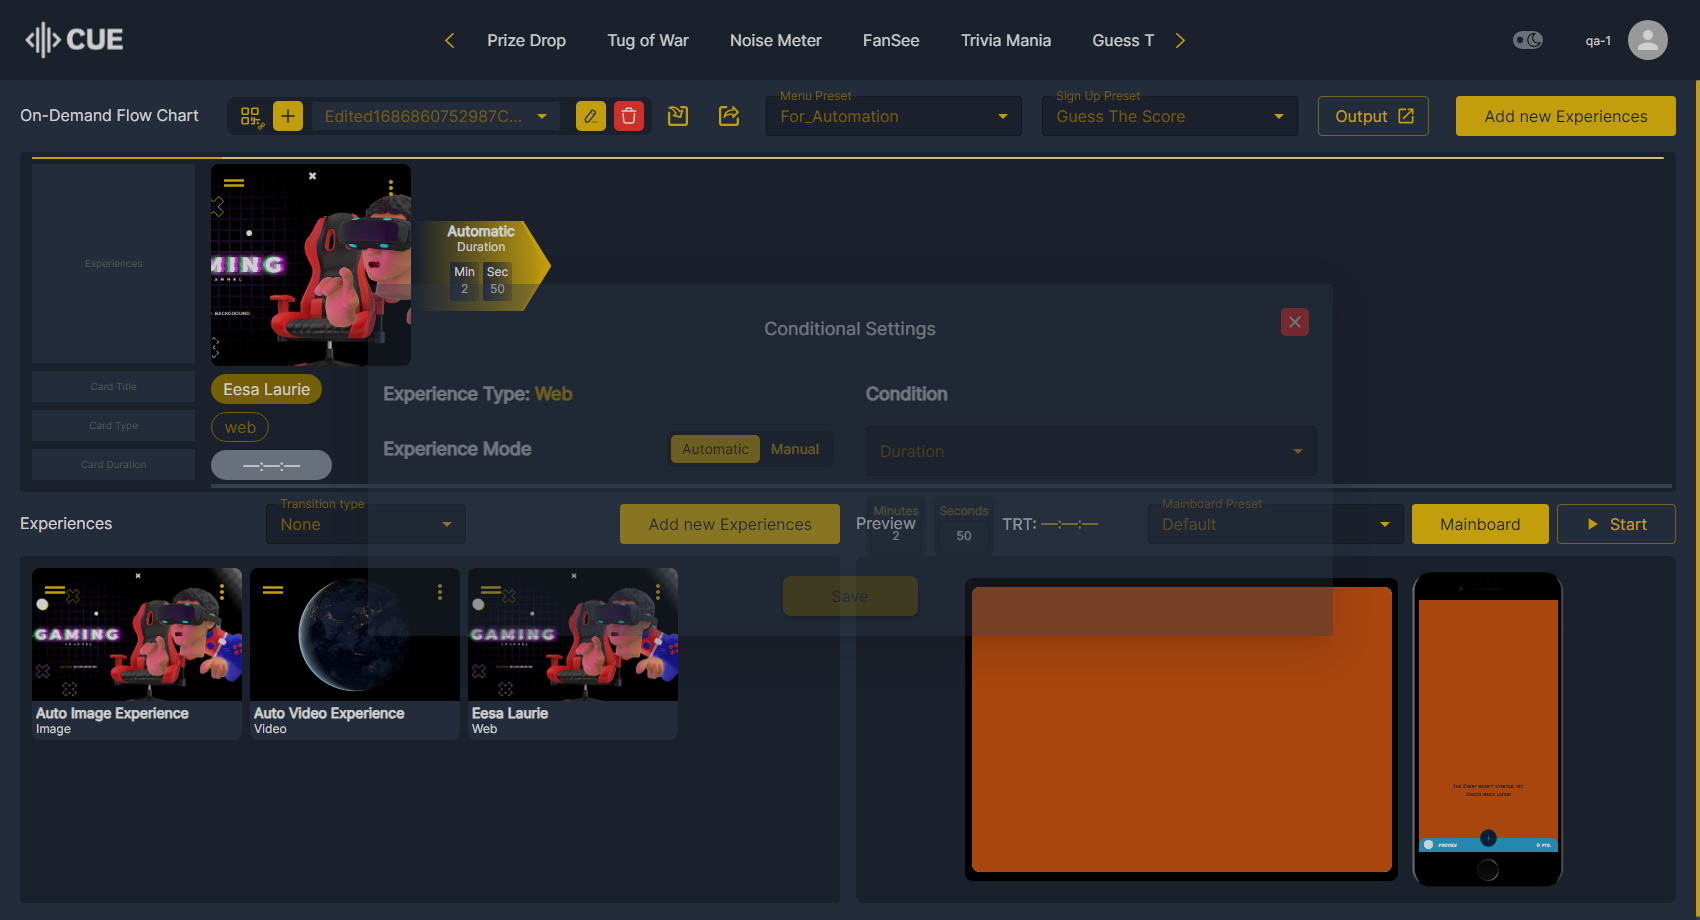 CUE
Prize Drop
Tug of War
Noise Meter
FanSee
Trivia Mania
Guess T
qa-1
On-Demand Flow Chart
Edited1686860752987C...
Menu Preset
For_Automation
Sign Up Preset
Guess The Score
Output
Add new Experiences
Experiences
MING
BACKGROUND
Automatic
Duration
Min
Sec
2
50
Conditional Settings
Card Title
Eesa Laurie
Experience Type: Web
Condition
Card Type
web
Experience Mode
Automatic
Manual
Duration
Card Duration
—:—:—
Experiences
Transition type
None
Add new Experiences
Preview
Minutes
2
Seconds
50
TRT: —:—:—
Mainboard Preset
Default
Mainboard
Start
Save
GAMING
CHANNEL
GAMING
CHANNEL
Auto Image Experience
Image
Auto Video Experience
Video
Eesa Laurie
Web
The Event hasn't started yet.
Check back later!
PREVIEW
0 PTS.